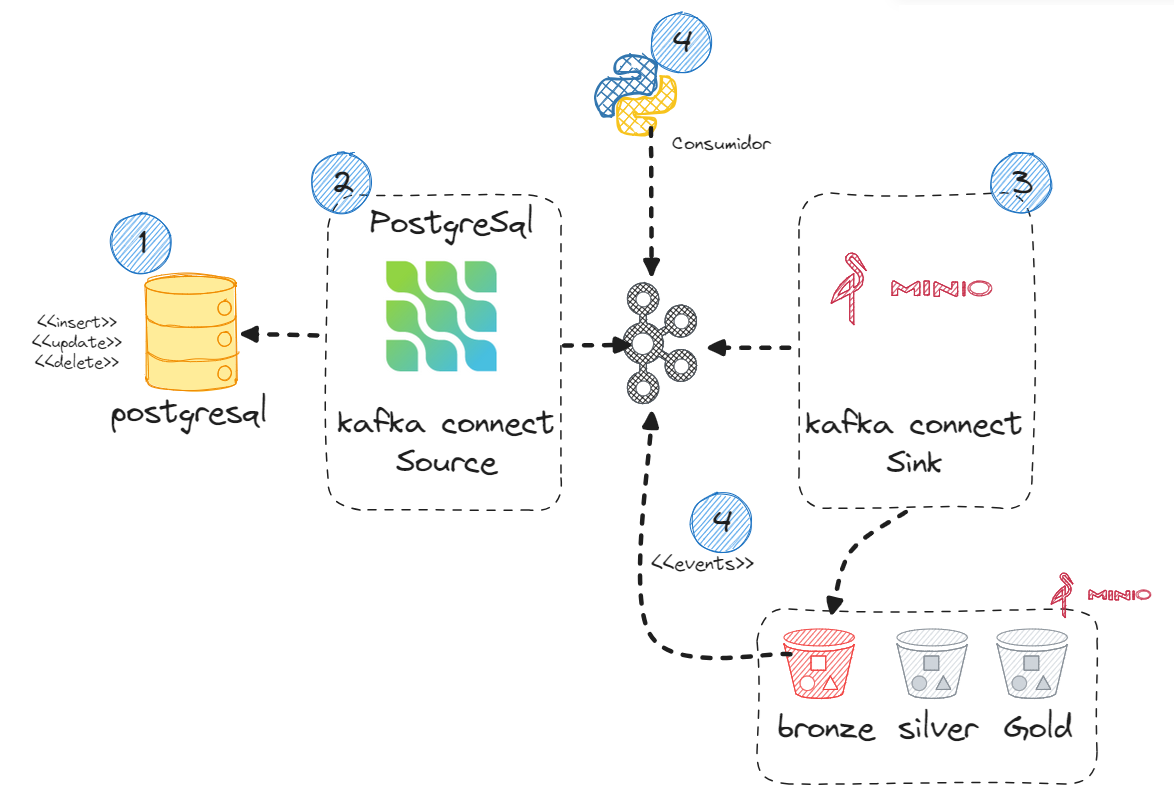 4
Consumidor
2
3
PostgreSql
1
MINIO
<<insert>>
<<update>>
<<delete>>
postgresql
kafka connect
Source
kafka connect
Sink
4
<<events>>
MINIO
bronze
silver
Gold